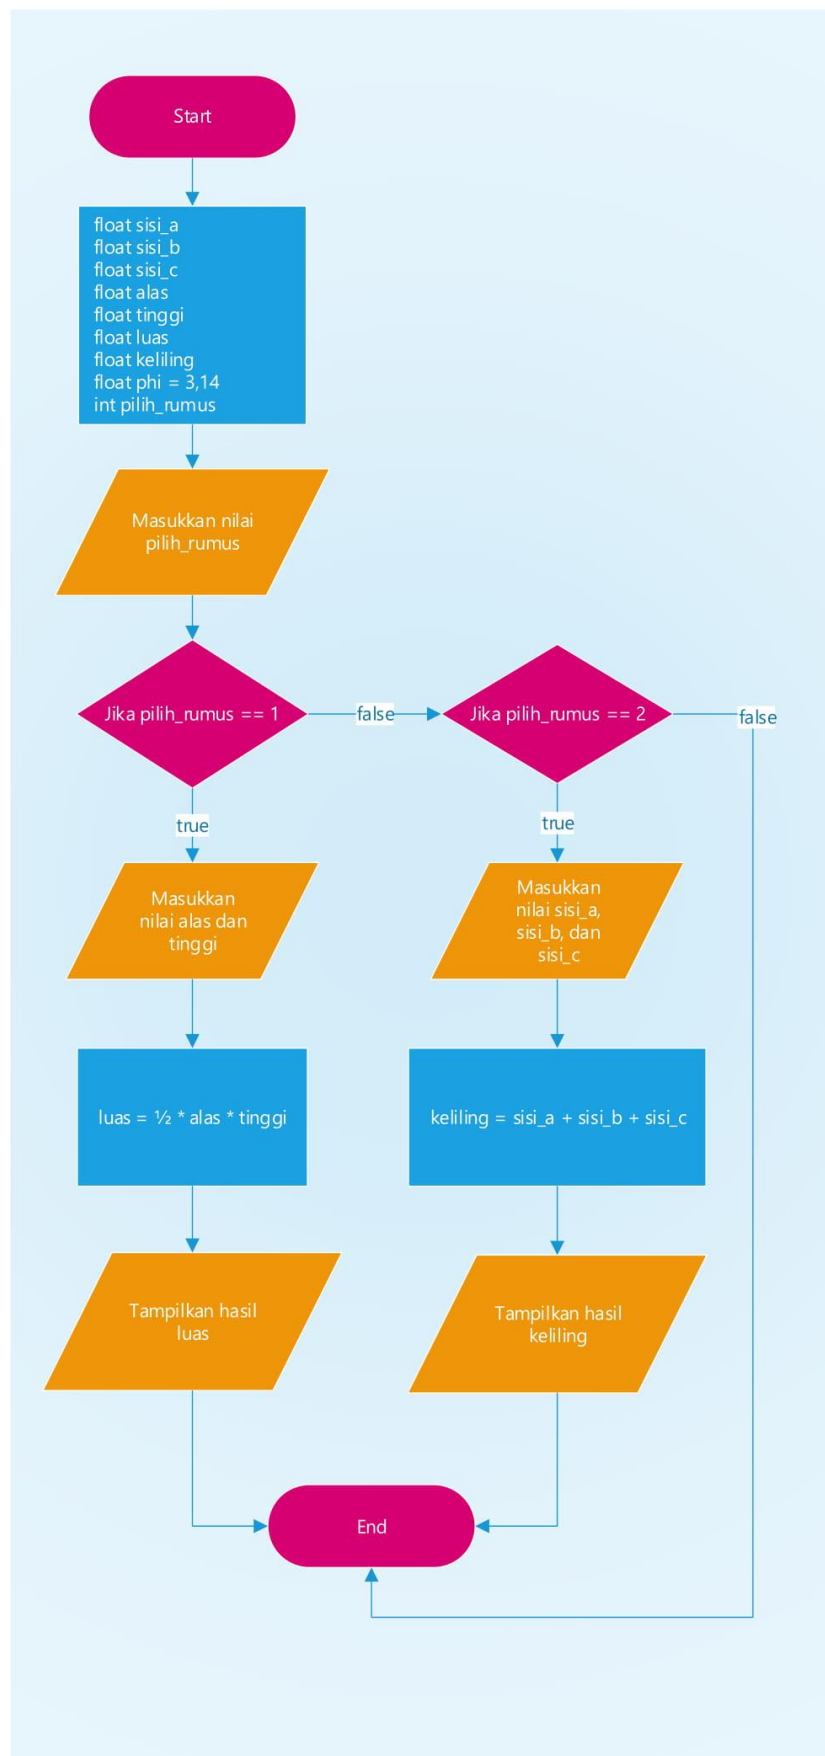 Start
float sisi_a
float sisi_b
float sisi_c
float alas
float tinggi
float luas
float keliling
float phi = 3,14
int pilih_rumus
Masukkan nilai
pilih_rumus
Jika pilih_rumus == 1
false
Jika pilih_rumus == 2
false
true
true
Masukkan
nilai alas dan
tinggi
Masukkan
nilai sisi_a,
sisi_b, dan
sisi_c
luas = ½ * alas * tinggi
keliling = sisi_a + sisi_b + sisi_c
Tampilkan hasil
luas
Tampilkan hasil
keliling
End